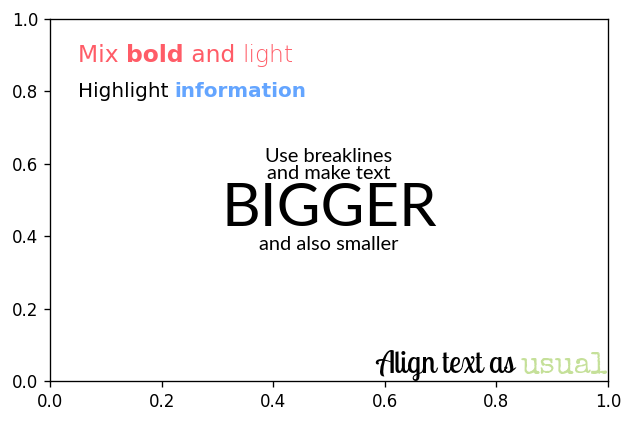 1.0
Mix bold and light
0.8
Highlight information
0.6
Use breaklines
and make text
BIGGER
0.4
and also smaller
0.2
Align text as usual
0.0
0.0 0.2 0.4 0.6 0.8 1.0